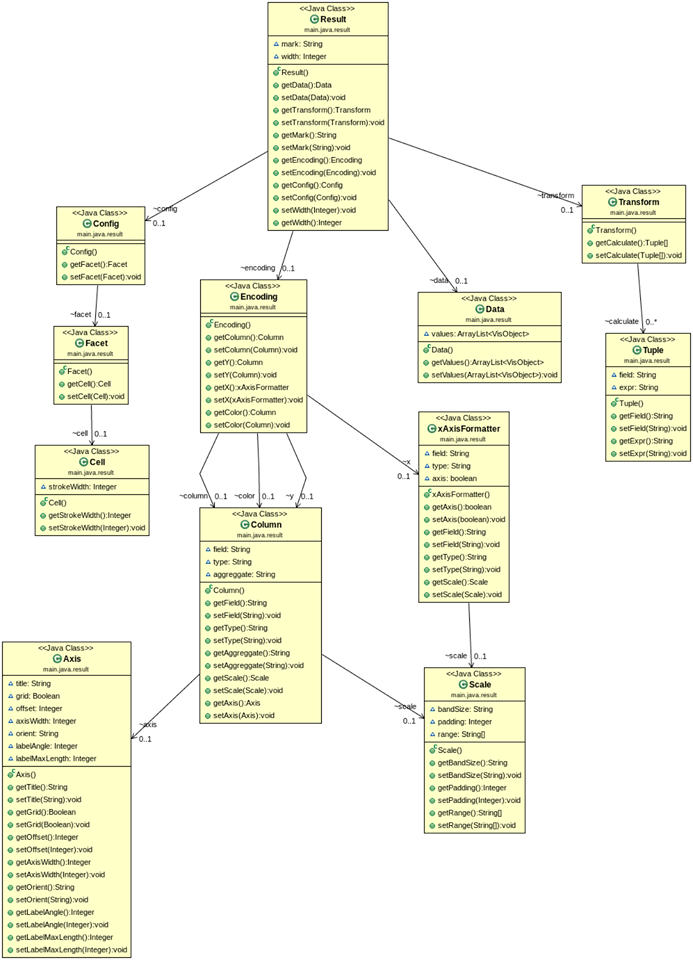 <<Java Class>>
Result
main.java.result
mark: String
width: Integer
Result()
getData():Data
setData(Data):void
getTransform():Transform
setTransform(Transform):void
getMark():String
setMark(String):void
getEncoding():Encoding
setEncoding(Encoding):void
getConfig():Config
setConfig(Config):void
setWidth(Integer):void
getWidth():Integer
~config
0..1
~transform
0..1
~encoding
0..1
~data
0..1
<<Java Class>>
Config
main.java.result
Config()
getFacet():Facet
setFacet(Facet):void
<<Java Class>>
Transform
main.java.result
Transform()
getCalculate():Tuple[]
setCalculate(Tuple[]):void
<<Java Class>>
Encoding
main.java.result
Encoding()
getColumn():Column
setColumn(Column):void
getY():Column
setY(Column):void
getX():xAxisFormatter
setX(xAxisFormatter):void
getColor():Column
setColor(Column):void
<<Java Class>>
Data
main.java.result
values: ArrayList<VisObject>
Data()
getValues():ArrayList<VisObject>
setValues(ArrayList<VisObject>):void
~facet
0..1
~calculate
0..*
<<Java Class>>
Facet
main.java.result
Facet()
getCell():Cell
setCell(Cell):void
<<Java Class>>
Tuple
main.java.result
field: String
expr: String
Tuple()
getField():String
setField(String):void
getExpr():String
setExpr(String):void
~cell
0..1
<<Java Class>>
Cell
main.java.result
strokeWidth: Integer
Cell()
getStrokeWidth():Integer
setStrokeWidth(Integer):void
~x
0..1
<<Java Class>>
xAxisFormatter
main.java.result
field: String
type: String
axis: boolean
xAxisFormatter()
getAxis():boolean
setAxis(boolean):void
getField():String
setField(String):void
getType():String
setType(String):void
getScale():Scale
setScale(Scale):void
~column
0..1
~color
0..1
~y
0..1
<<Java Class>>
Column
main.java.result
field: String
type: String
aggreggate: String
Column()
getField():String
setField(String):void
getType():String
setType(String):void
getAggreggate():String
setAggreggate(String):void
getScale():Scale
setScale(Scale):void
getAxis():Axis
setAxis(Axis):void
~axis
0..1
~scale
0..1
~scale
0..1
<<Java Class>>
Axis
main.java.result
title: String
grid: Boolean
offset: Integer
axisWidth: Integer
orient: String
labelAngle: Integer
labelMaxLength: Integer
Axis()
getTitle():String
setTitle(String):void
getGrid():Boolean
setGrid(Boolean):void
getOffset():Integer
setOffset(Integer):void
getAxisWidth():Integer
setAxisWidth(Integer):void
getOrient():String
setOrient(String):void
getLabelAngle():Integer
setLabelAngle(Integer):void
getLabelMaxLength():Integer
setLabelMaxLength(Integer):void
<<Java Class>>
Scale
main.java.result
bandSize: String
padding: Integer
range: String[]
Scale()
getBandSize():String
setBandSize(String):void
getPadding():Integer
setPadding(Integer):void
getRange():String[]
setRange(String[]):void